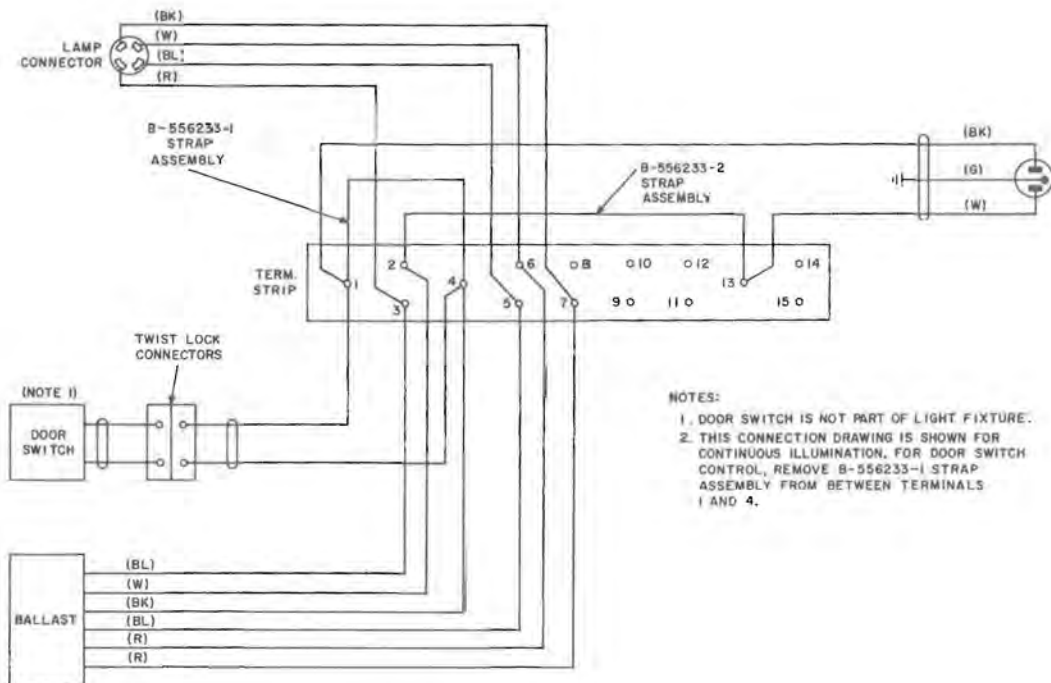 (BK)
(W)
(BL)
(R)
LAMP
CONNECTOR
B-556233-1
STRAP
ASSEMBLY
B-556233-2
STRAP
ASSEMBLY
(BK)
(G)
(W)
TERM.
STRIP
1
2
3
4
5
6
7
8
9
10
11
12
13
14
15
TWIST LOCK
CONNECTORS
(NOTE 1)
DOOR
SWITCH
NOTES:
1. DOOR SWITCH IS NOT PART OF LIGHT FIXTURE.
2. THIS CONNECTION DRAWING IS SHOWN FOR
CONTINUOUS ILLUMINATION. FOR DOOR SWITCH
CONTROL, REMOVE B-556233-1 STRAP
ASSEMBLY FROM BETWEEN TERMINALS
1 AND 4.
BALLAST
(BL)
(W)
(BK)
(BL)
(R)
(R)